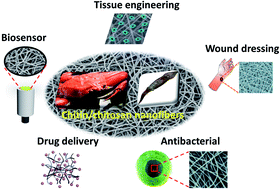 Tissue engineering
Biosensor
Wound dressing
Chitin/chitosan nanofibers
Drug delivery
Antibacterial